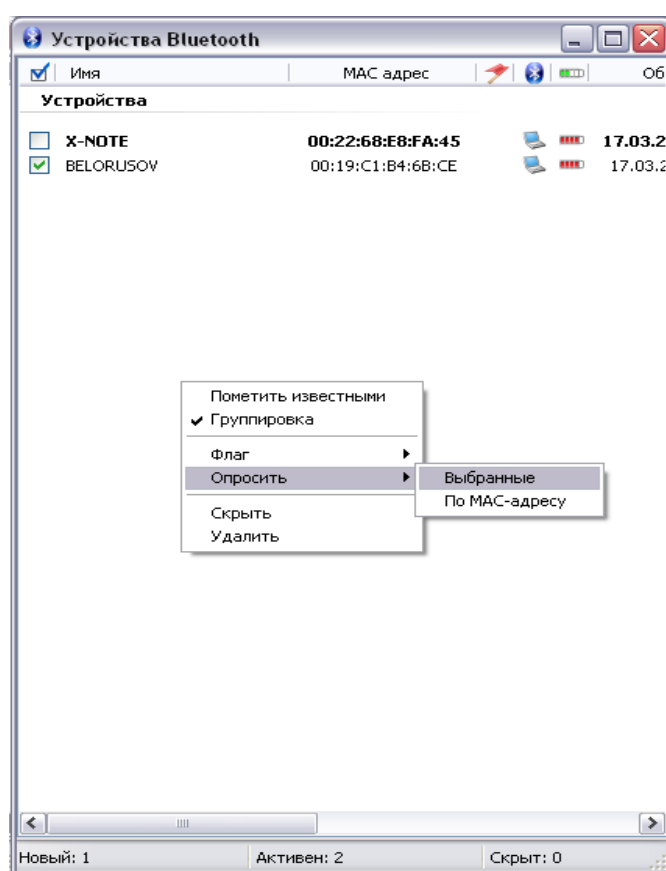 Устройства Bluetooth
Имя MAC адрес Об
Устройства
X-NOTE 00:22:68:E8:FA:45 17.03.2
BELORUSOV 00:19:C1:B4:6B:CE 17.03.2
Пометить известными
Группировка
Флаг
Опросить
Выбранные
По MAC-адресу
Скрыть
Удалить
Новый: 1 Активен: 2 Скрыт: 0